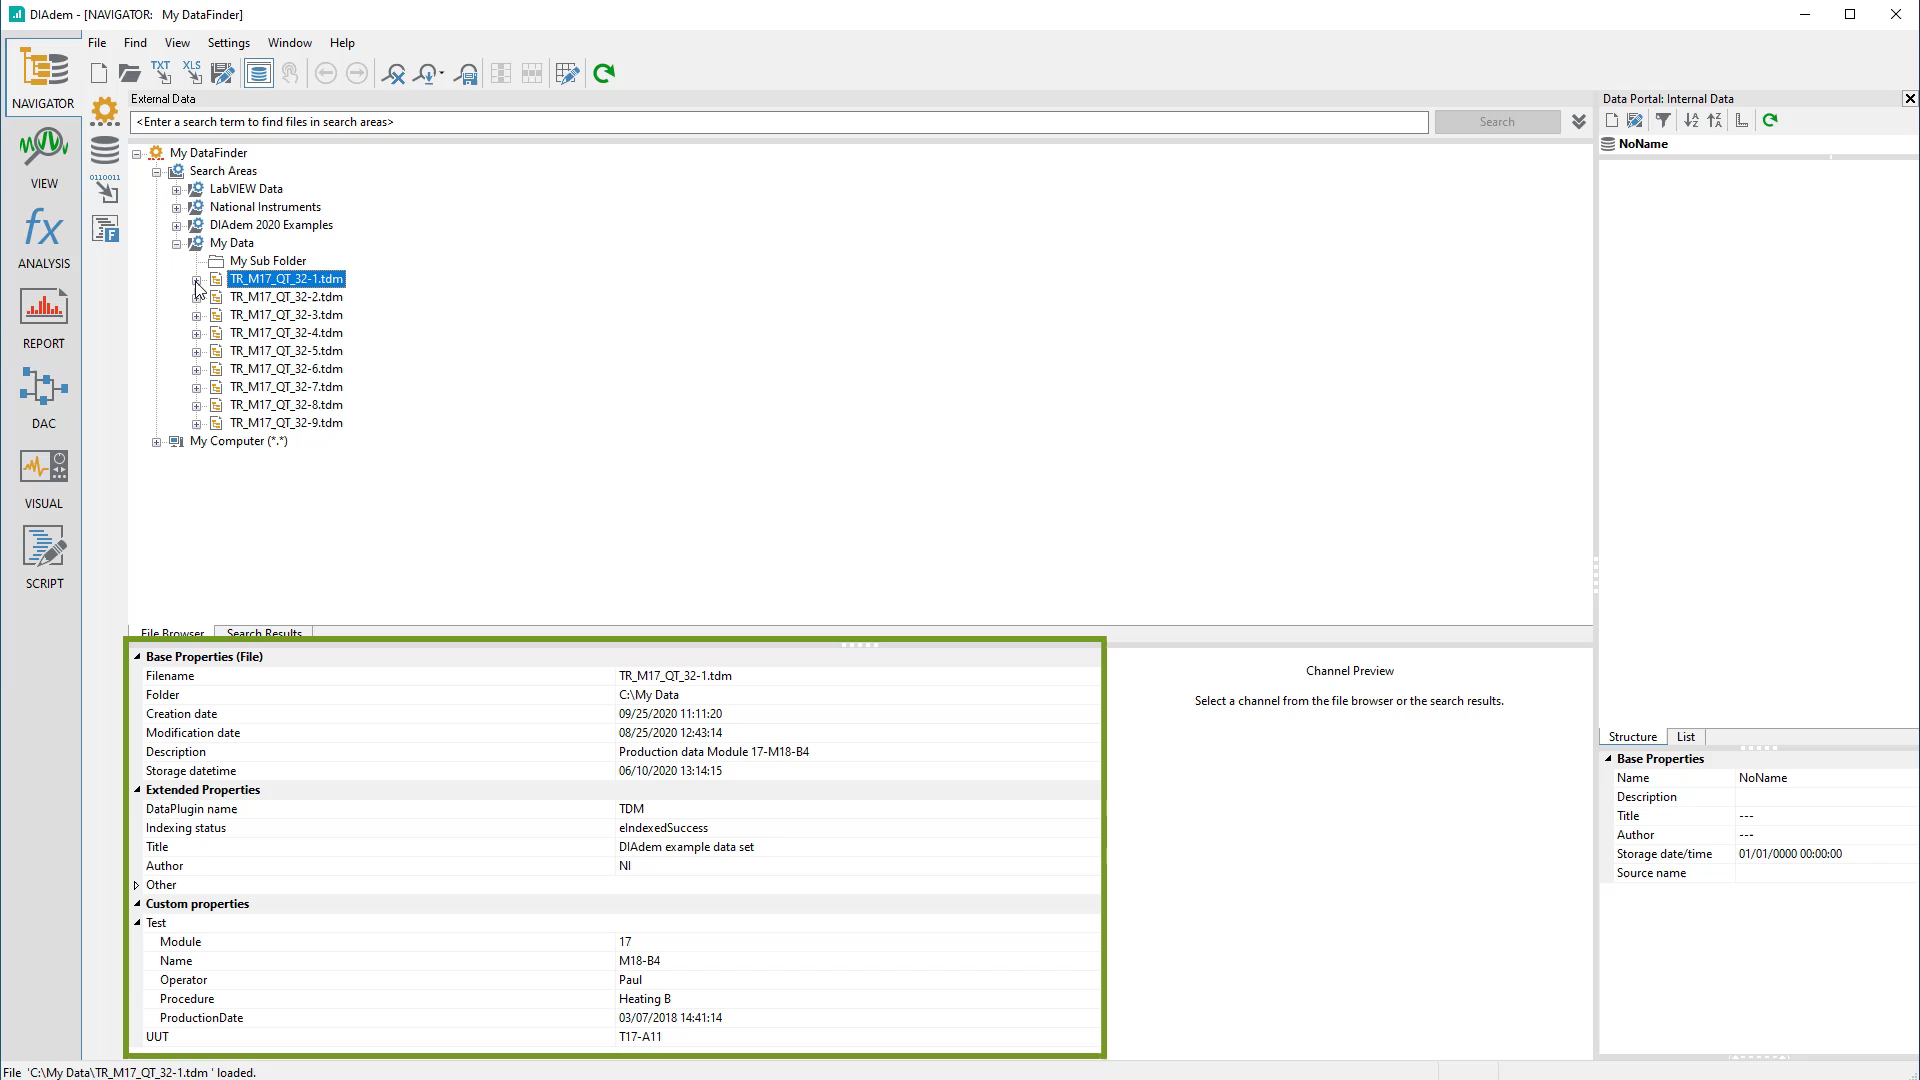 DIAdem - [NAVIGATOR:   My DataFinder]
File Find View Settings Window Help
TXT XLS
NAVIGATOR
VIEW
fx
ANALYSIS
REPORT
DAC
VISUAL
SCRIPT
0110011
F
External Data
<Enter a search term to find files in search areas>
Search
My DataFinder
Search Areas
LabVIEW Data
National Instruments
DIAdem 2020 Examples
My Data
My Sub Folder
TR_M17_QT_32-1.tdm
TR_M17_QT_32-2.tdm
TR_M17_QT_32-3.tdm
TR_M17_QT_32-4.tdm
TR_M17_QT_32-5.tdm
TR_M17_QT_32-6.tdm
TR_M17_QT_32-7.tdm
TR_M17_QT_32-8.tdm
TR_M17_QT_32-9.tdm
My Computer (*.*)
File Browser Search Results
Base Properties (File)
Filename TR_M17_QT_32-1.tdm
Folder C:\My Data
Creation date 09/25/2020 11:11:20
Modification date 08/25/2020 12:43:14
Description Production data Module 17-M18-B4
Storage datetime 06/10/2020 13:14:15
Extended Properties
DataPlugin name TDM
Indexing status eIndexedSuccess
Title DIAdem example data set
Author NI
Other
Custom properties
Test
Module 17
Name M18-B4
Operator Paul
Procedure Heating B
ProductionDate 03/07/2018 14:41:14
UUT T17-A11
Channel Preview
Select a channel from the file browser or the search results.
Data Portal: Internal Data
NoName
Structure List
Base Properties
Name NoName
Description
Title ---
Author ---
Storage date/time 01/01/0000 00:00:00
Source name
File 'C:\My Data\TR_M17_QT_32-1.tdm ' loaded.